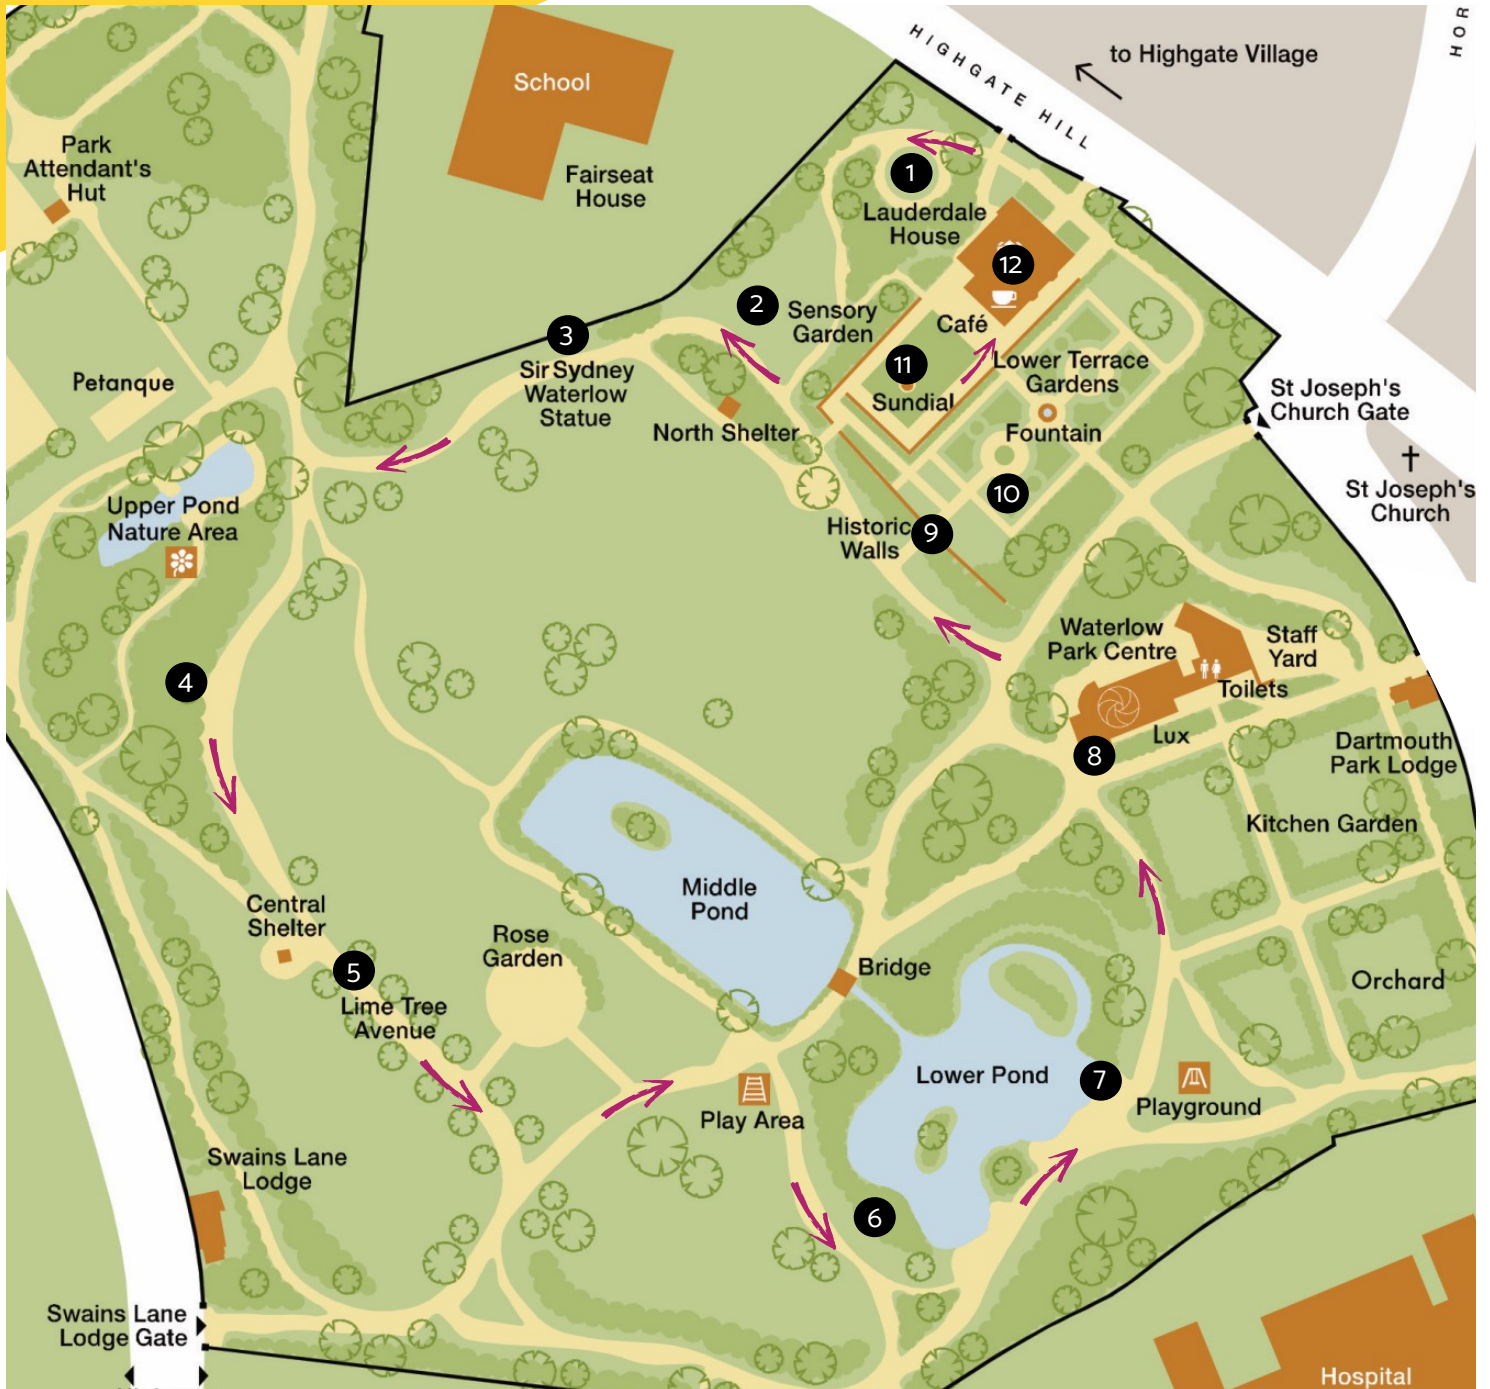 HIGHGATE HILL
to Highgate Village
HOR
School
Fairseat
House
Park
Attendant's
Hut
1
Lauderdale
House
12
2
Sensory
Garden
Café
3
Sir Sydney
Waterlow
Statue
11
Sundial
Lower Terrace
Gardens
Petanque
North Shelter
Fountain
St Joseph's
Church Gate
St Joseph's
Church
10
Historic
Walls
9
Upper Pond
Nature Area
Waterlow
Park Centre
Staff
Yard
Toilets
4
Lux
8
Dartmouth
Park Lodge
Kitchen Garden
Middle
Pond
Central
Shelter
Rose
Garden
Bridge
5
Lime Tree
Avenue
Orchard
Lower Pond
7
Play Area
Playground
Swains Lane
Lodge
6
Swains Lane
Lodge Gate
Hospital